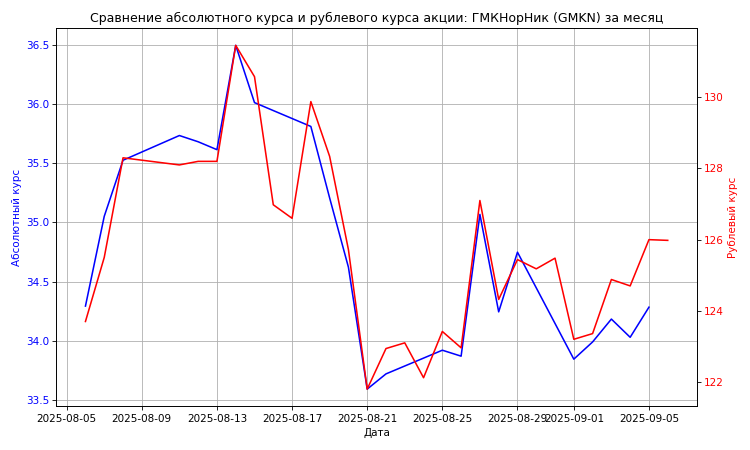 Сравнение абсолютного курса и рублевого курса акции: ГМКНорНик (GMKN) за месяц
Абсолютный курс
36.5
36.0
35.5
35.0
34.5
34.0
33.5
130
128
126
124
122
Рублевый курс
2025-08-05 2025-08-09 2025-08-13 2025-08-17 2025-08-21 2025-08-25 2025-08-29 2025-09-01 2025-09-05
Дата